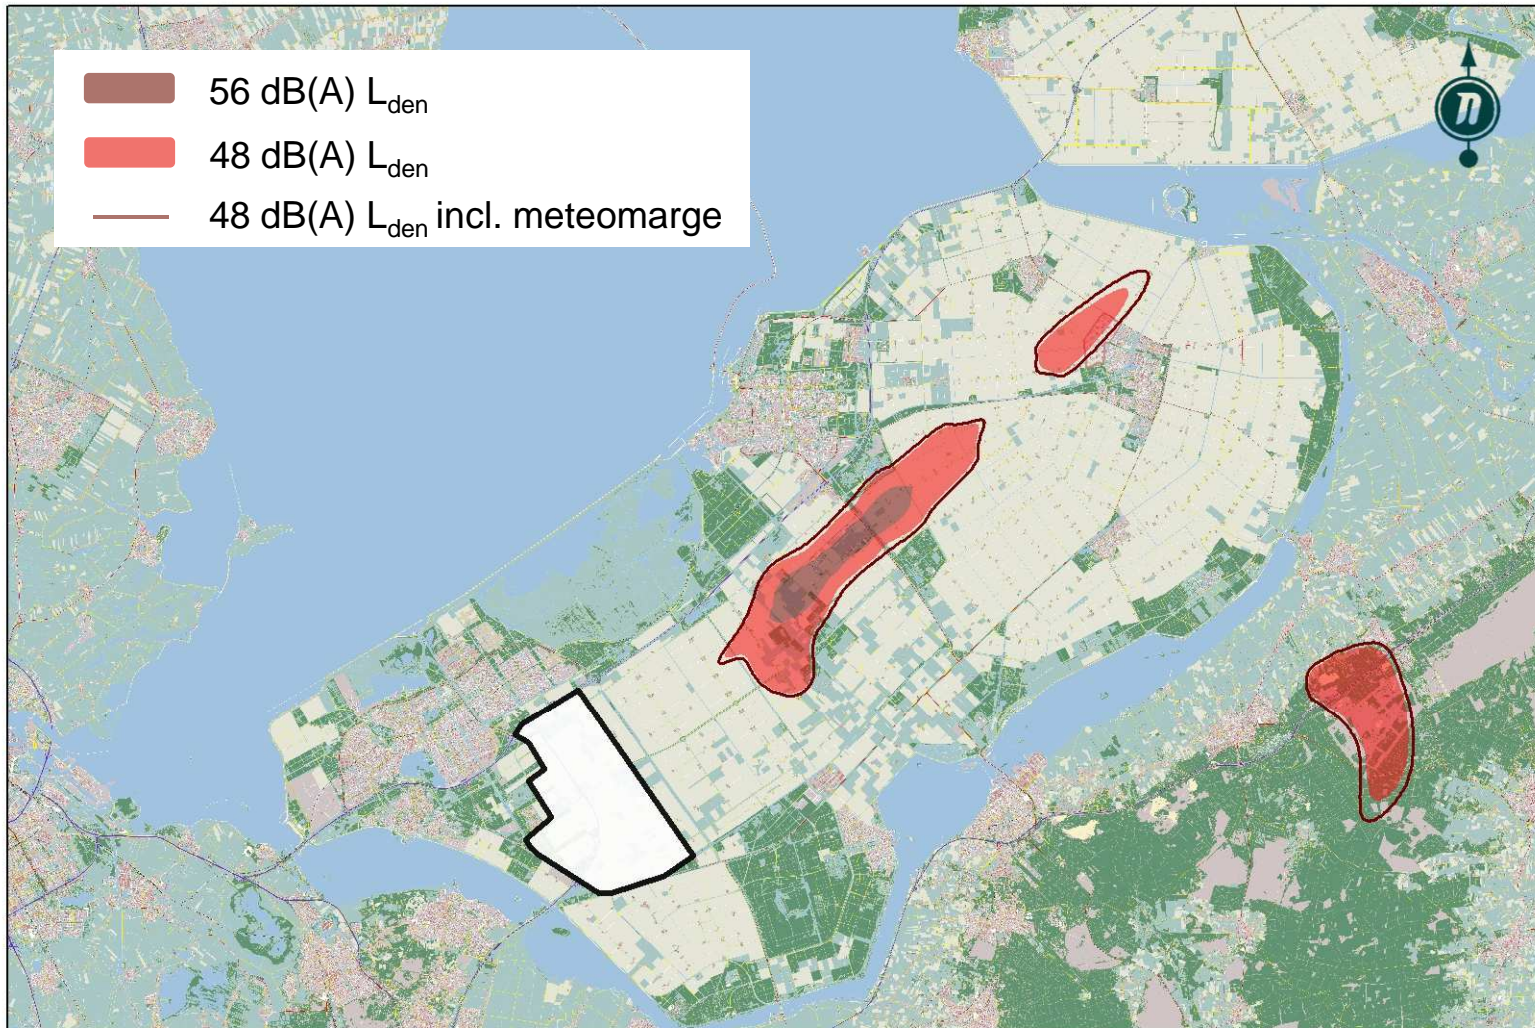 56 dB(A) Lden
48 dB(A) Lden
48 dB(A) Lden incl. meteomarge
n